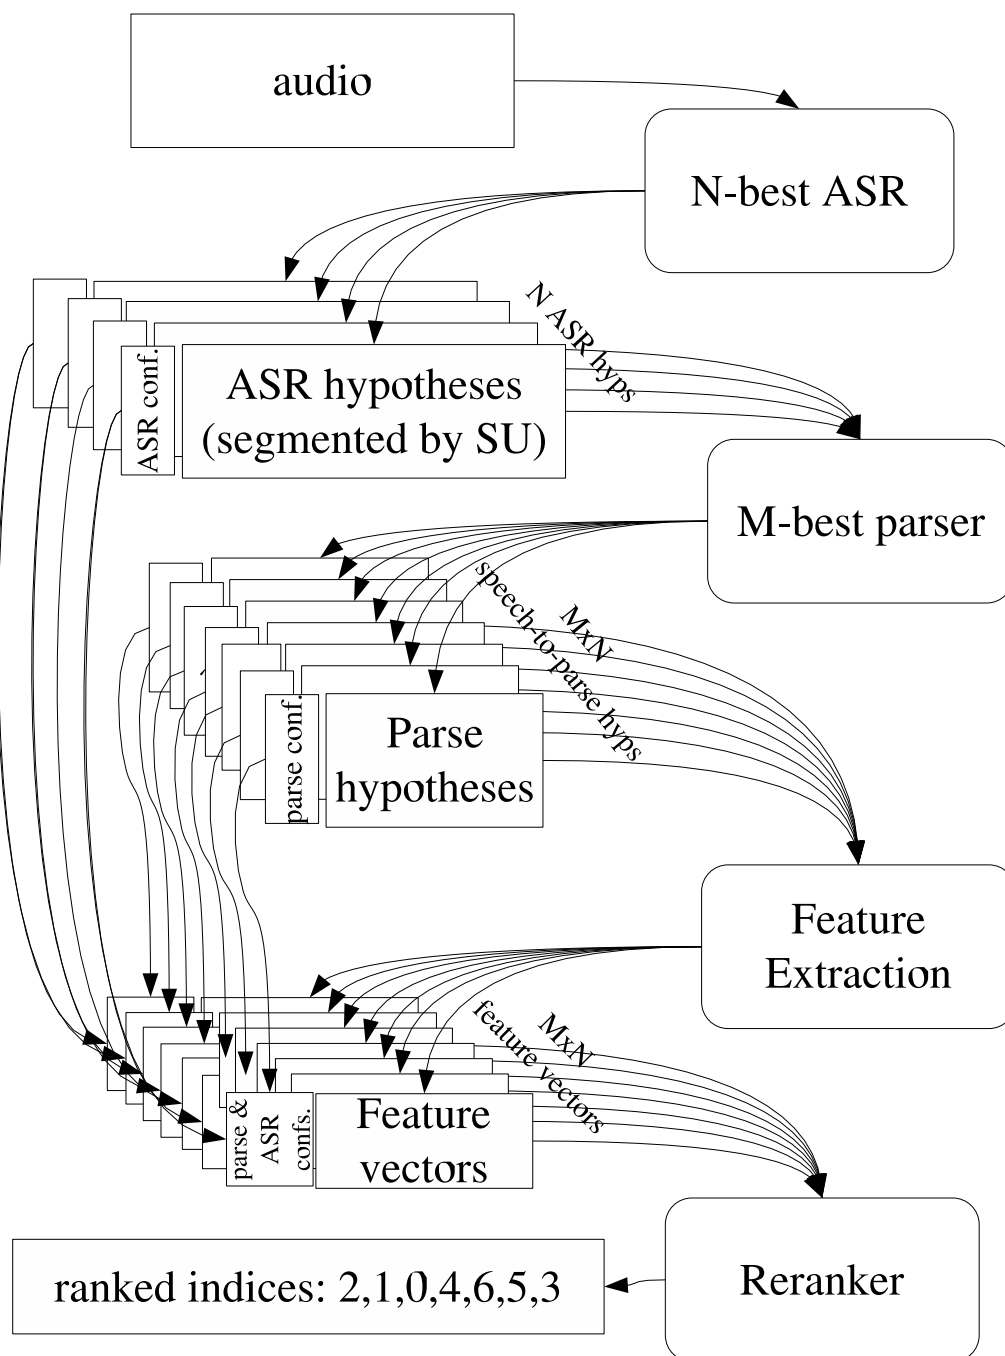 audio
N-best ASR
N ASR hyps
ASR conf.
ASR hypotheses
(segmented by SU)
M-best parser
MxN
speech-to-parse hyps
parse conf.
Parse
hypotheses
Feature
Extraction
MxN
feature vectors
parse &
ASR
confs.
Feature
vectors
Reranker
ranked indices: 2,1,0,4,6,5,3